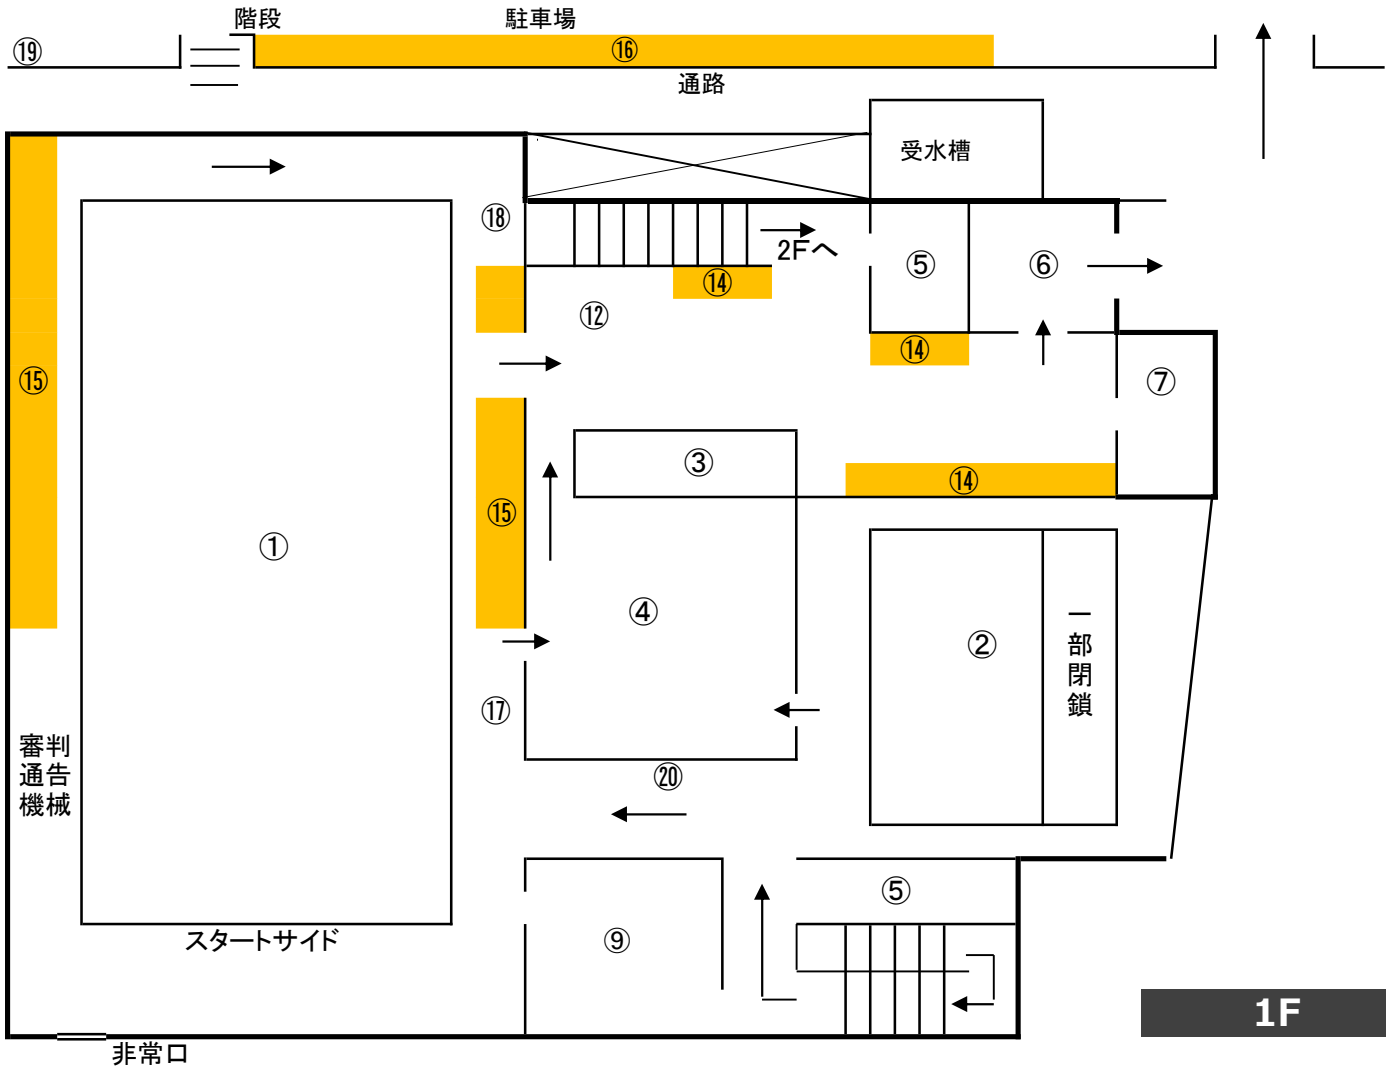 階段
駐車場
⑲
⑯
通路
受水槽
⑱
2Fへ
⑤
⑥
⑭
⑫
⑭
⑮
⑦
③
⑭
⑮
①
④
②
一部閉鎖
⑰
審判
通告
機械
⑳
⑤
スタートサイド
⑨
1F
非常口